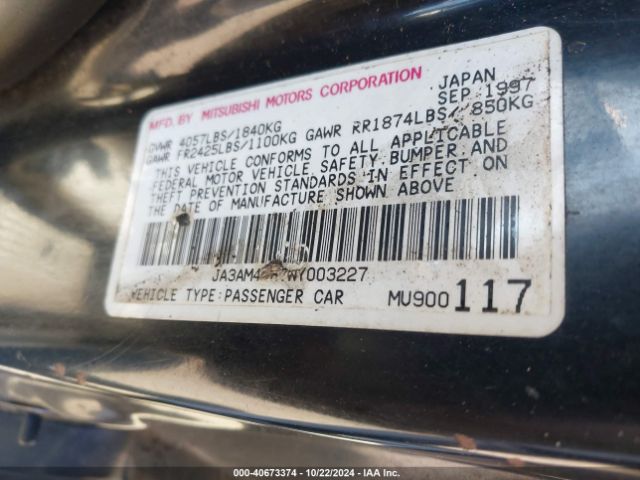 MFD. BY MITSUBISHI MOTORS CORPORATION JAPAN
SEP 1997
GVWR 4057LBS/1840KG
GAWR FR2425LBS/1100KG GAWR RR1874LBS/ 850KG
THIS VEHICLE CONFORMS TO ALL APPLICABLE
FEDERAL MOTOR VEHICLE SAFETY, BUMPER AND
THEFT PREVENTION STANDARDS IN EFFECT ON
THE DATE OF MANUFACTURE SHOWN ABOVE
VEHICLE TYPE:PASSENGER CAR MU900117
000-40673374 | 10/22/2024 - IAA Inc.